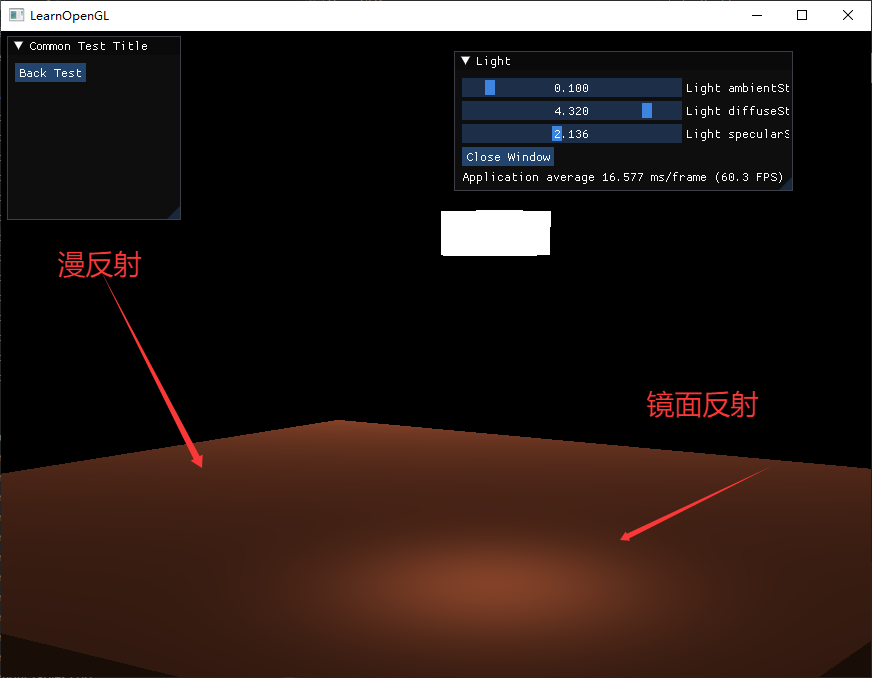 LearnOpenGL
Common Test Title
Back Test
Light
0.100 Light ambientSt
4.320 Light diffuseSt
2.136 Light specularS
Close Window
Application average 16.577 ms/frame (60.3 FPS)
漫反射
镜面反射